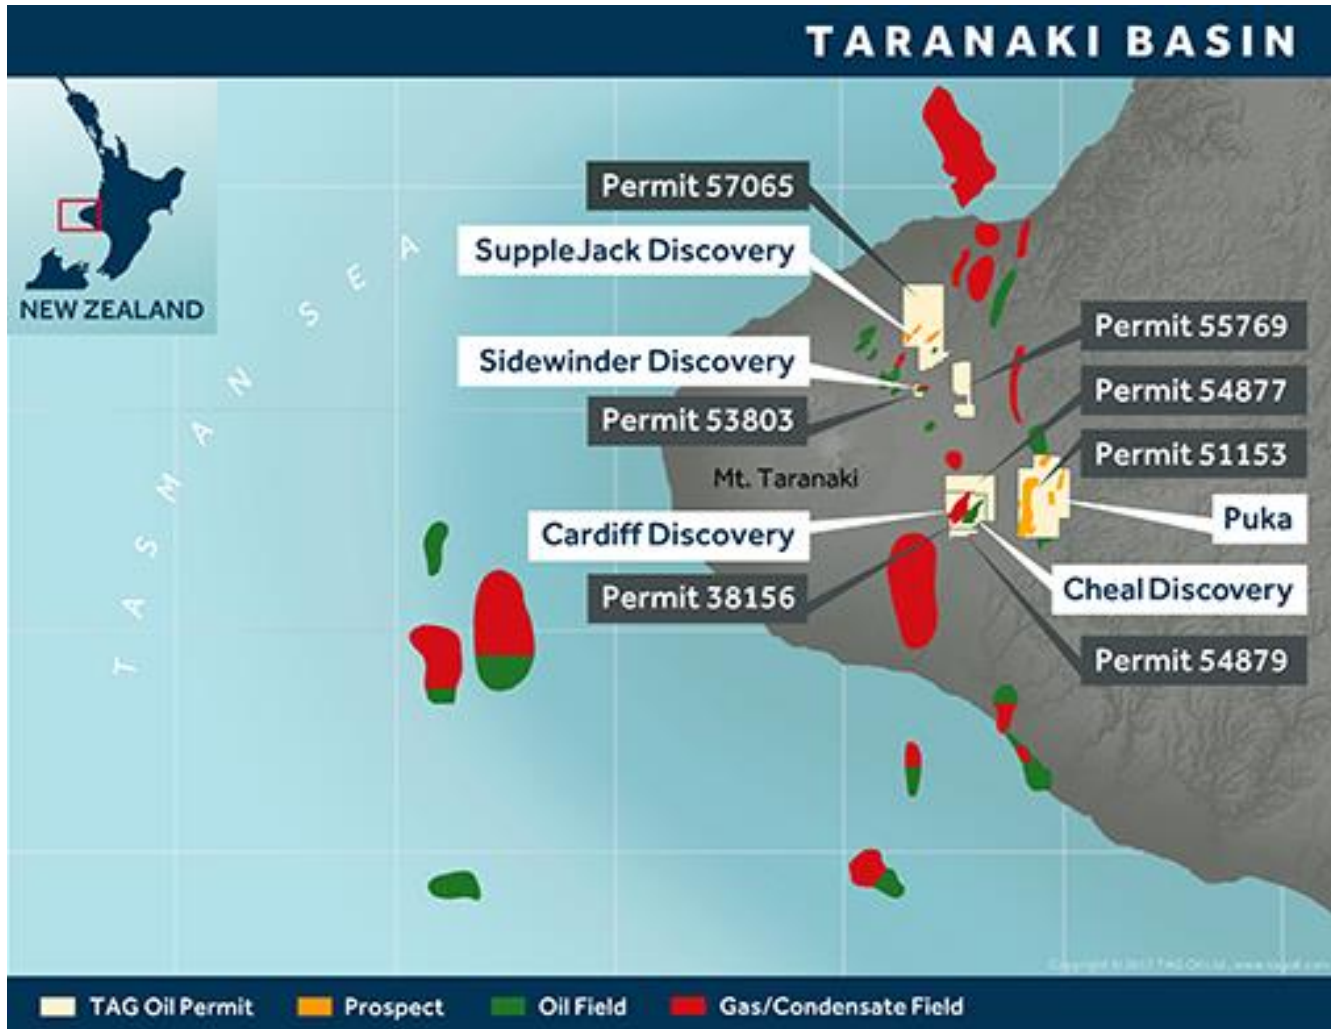 TARANAKI BASIN
NEW ZEALAND
TASMAN SEA
Permit 57065
SuppleJack Discovery
Sidewinder Discovery
Permit 53803
Mt. Taranaki
Cardiff Discovery
Permit 38156
Permit 55769
Permit 54877
Permit 51153
Puka
Cheal Discovery
Permit 54879
TAG Oil Permit
Prospect
Oil Field
Gas/Condensate Field